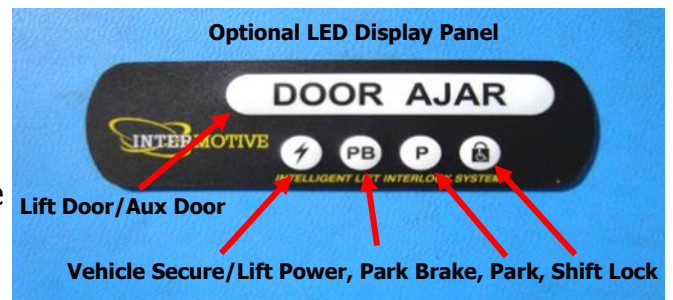 Optional LED Display Panel
DOOR AJAR
INTERMOTIVE
PB P
INTELLIGENT LIFT INTERLOCK SYSTEM
e
Lift Door/Aux Door
Vehicle Secure/Lift Power, Park Brake, Park, Shift Lock